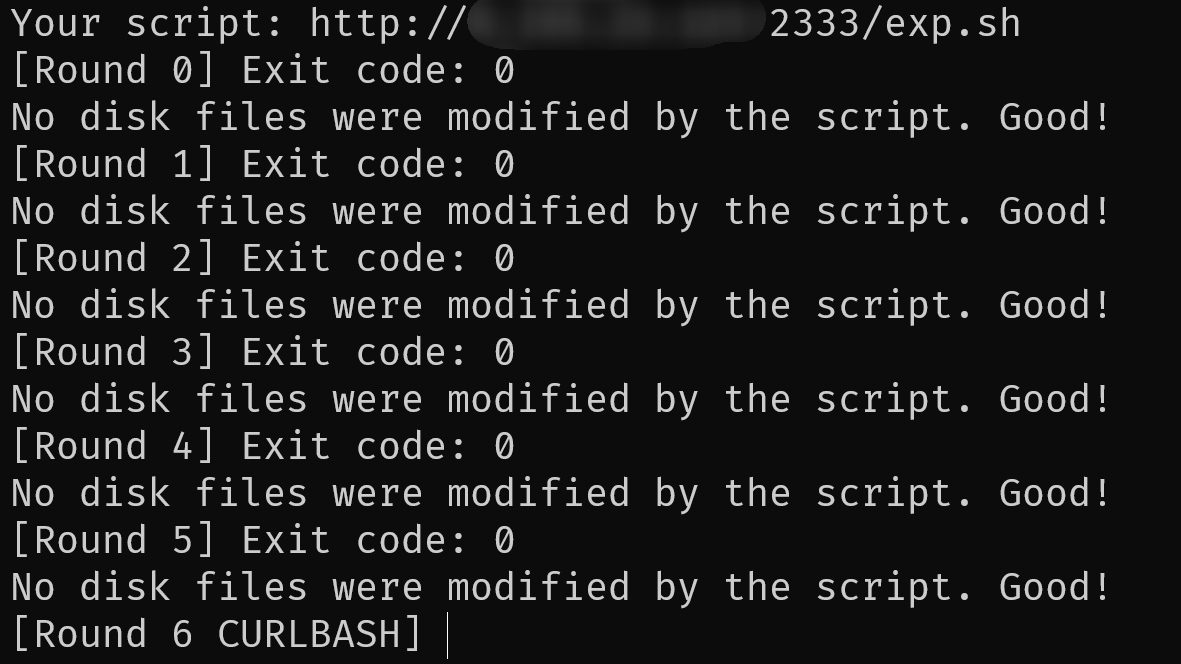 Your script: http:// 2333/exp.sh
[Round 0] Exit code: 0
No disk files were modified by the script. Good!
[Round 1] Exit code: 0
No disk files were modified by the script. Good!
[Round 2] Exit code: 0
No disk files were modified by the script. Good!
[Round 3] Exit code: 0
No disk files were modified by the script. Good!
[Round 4] Exit code: 0
No disk files were modified by the script. Good!
[Round 5] Exit code: 0
No disk files were modified by the script. Good!
[Round 6 CURLBASH]